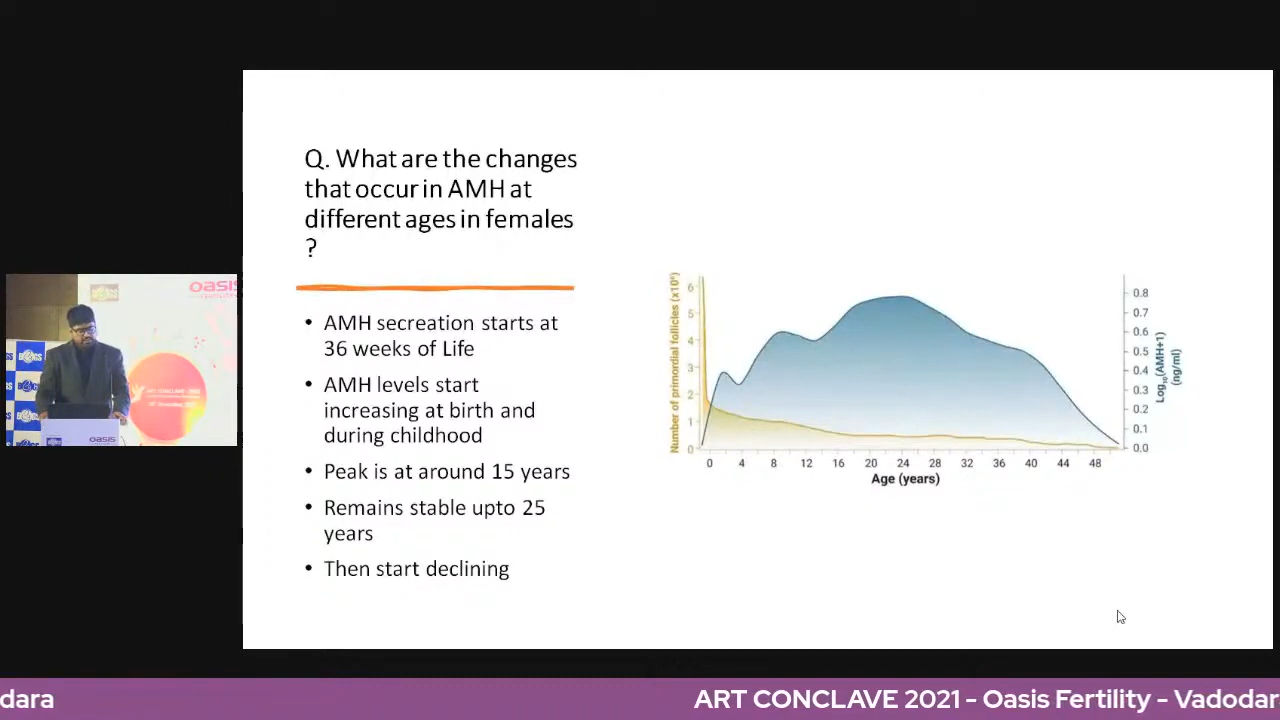 Q. What are the changes
that occur in AMH at
different ages in females
?
• AMH secreation starts at
36 weeks of Life
• AMH levels start
increasing at birth and
during childhood
• Peak is at around 15 years
• Remains stable upto 25
years
• Then start declining
6
5
4
3
2
1
0
0.8
0.7
0.6
0.5
0.4
0.3
0.2
0.1
0.0
0 4 8 12 16 20 24 28 32 36 40 44 48
Age (years)
Log10(AMH+1)
(ng/ml)
oasis
ART CONCLAVE 2021
oasis
dara
ART CONCLAVE 2021 - Oasis Fertility - Vadodar